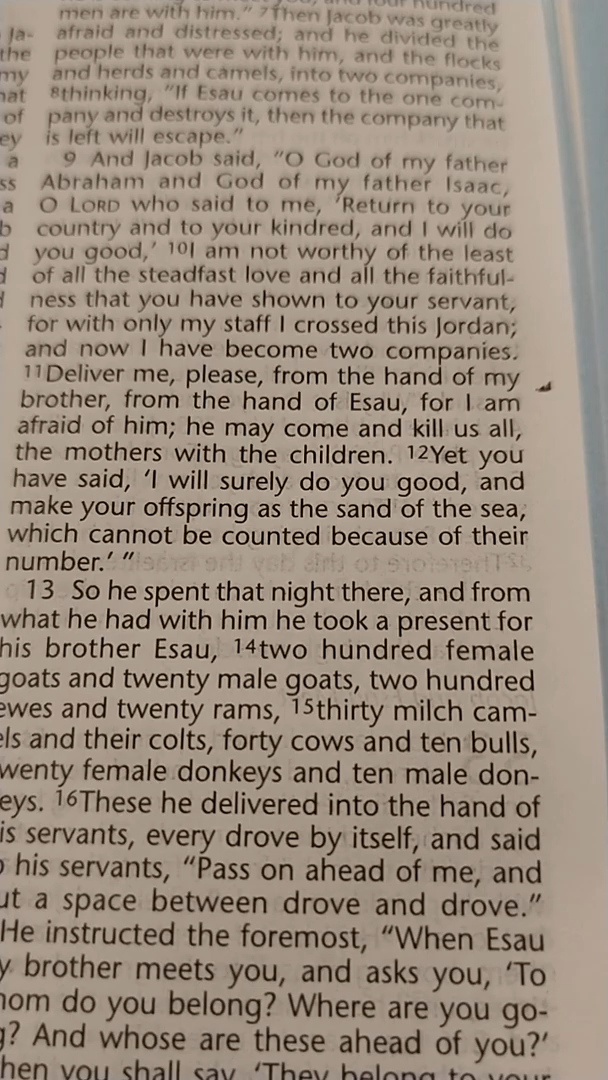 men are with him." 7Then Jacob was greatly
afraid and distressed; and he divided the
people that were with him, and the flocks
and herds and camels, into two companies,
8thinking, "If Esau comes to the one com-
pany and destroys it, then the company that
is left will escape."
9 And Jacob said, "O God of my father
Abraham and God of my father Isaac,
O LORD who said to me, 'Return to your
country and to your kindred, and I will do
you good,' 10I am not worthy of the least
of all the steadfast love and all the faithful-
ness that you have shown to your servant,
for with only my staff I crossed this Jordan;
and now I have become two companies.
11Deliver me, please, from the hand of my
brother, from the hand of Esau, for I am
afraid of him; he may come and kill us all,
the mothers with the children. 12Yet you
have said, 'I will surely do you good, and
make your offspring as the sand of the sea,
which cannot be counted because of their
number.' "
13 So he spent that night there, and from
what he had with him he took a present for
his brother Esau, 14two hundred female
goats and twenty male goats, two hundred
ewes and twenty rams, 15thirty milch cam-
els and their colts, forty cows and ten bulls,
wenty female donkeys and ten male don-
eys. 16These he delivered into the hand of
is servants, every drove by itself, and said
his servants, "Pass on ahead of me, and
ut a space between drove and drove."
He instructed the foremost, "When Esau
y brother meets you, and asks you, 'To
hom do you belong? Where are you go-
g? And whose are these ahead of you?'
hen you shall say, 'They belong to your